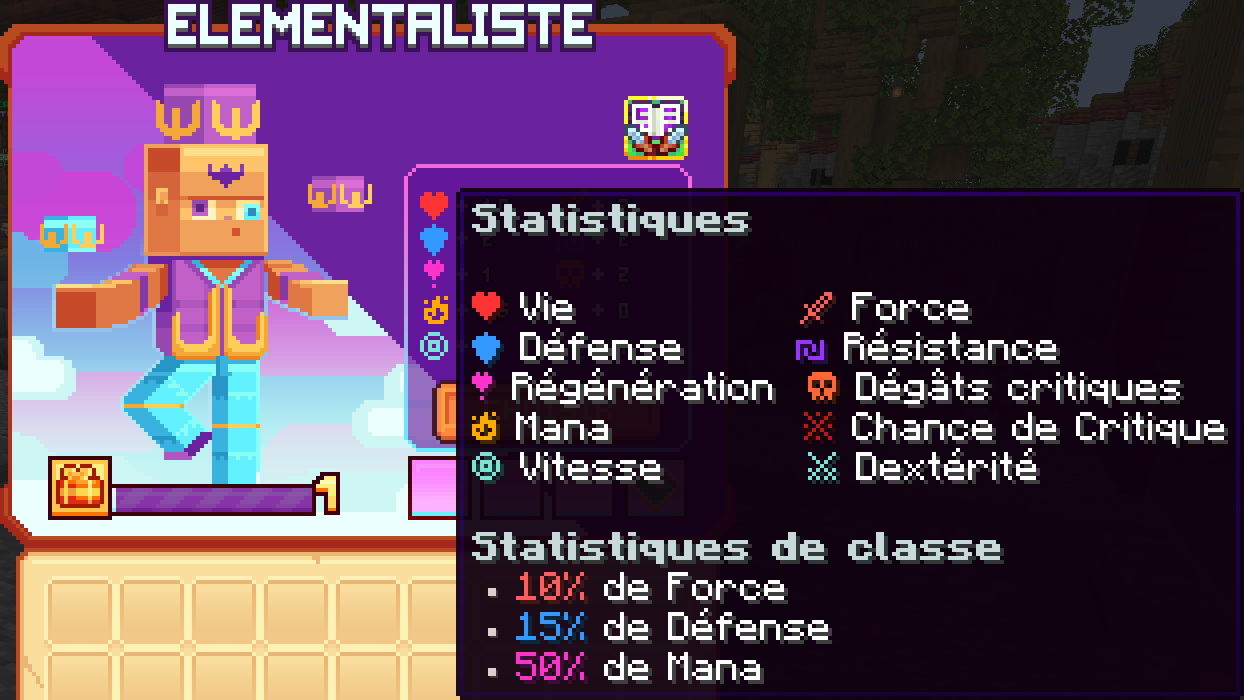 ELEMENTALISTE
Statistiques
Vie Force
Défense Résistance
Régénération Dégâts critiques
Mana Chance de Critique
Vitesse Dextérité
Statistiques de classe
10% de Force
15% de Défense
50% de Mana
1